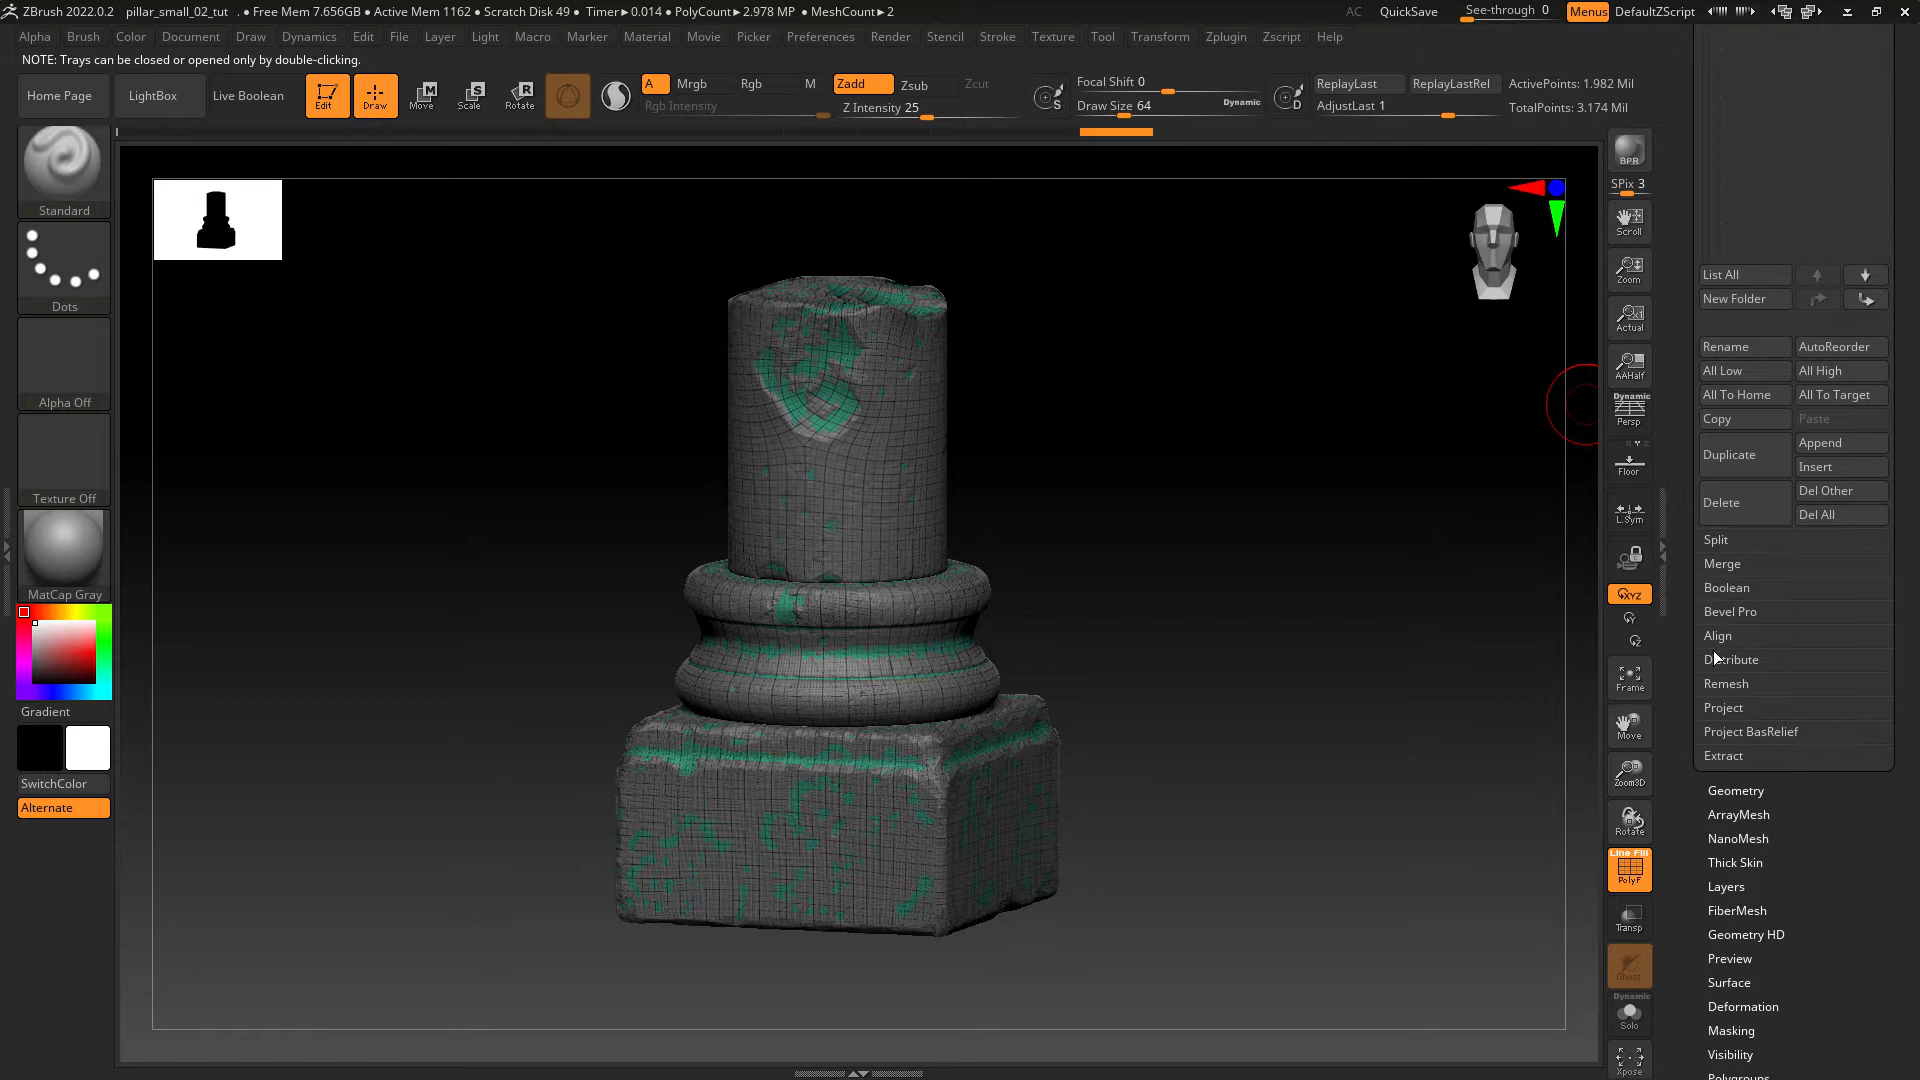 ZBrush 2022.0.2 pillar_small_02_tut . • Free Mem 7.656GB • Active Mem 1162 • Scratch Disk 49 • Timer►0.014 • PolyCount►2.978 MP • MeshCount►2 AC QuickSave See-through 0 Menus DefaultZScript
Alpha Brush Color Document Draw Dynamics Edit File Layer Light Macro Marker Material Movie Picker Preferences Render Stencil Stroke Texture Tool Transform Zplugin Zscript Help
NOTE: Trays can be closed or opened only by double-clicking.
Home Page LightBox Live Boolean Edit Draw Move Scale Rotate
A Mrgb Rgb M Zadd Zsub Zcut
Rgb Intensity Z Intensity 25
Focal Shift 0
Draw Size 64 Dynamic
ReplayLast ReplayLastRel ActivePoints: 1.982 Mil
AdjustLast 1 TotalPoints: 3.174 Mil
Standard
Dots
Alpha Off
Texture Off
MatCap Gray
Gradient
SwitchColor
Alternate
BPR
SPix 3
Scroll
Zoom
Actual
AAHalf
Dynamic
Persp
Floor
L.Sym
XYZ
Frame
Move
Zoom3D
Rotate
Line Fill
PolyF
Transp
Ghost
Dynamic
Solo
Xpose
List All
New Folder
Rename AutoReorder
All Low All High
All To Home All To Target
Copy Paste
Duplicate Append
Insert
Delete Del Other
Del All
Split
Merge
Boolean
Bevel Pro
Align
Remesh
Project
Project BasRelief
Extract
Geometry
ArrayMesh
NanoMesh
Thick Skin
Layers
FiberMesh
Geometry HD
Preview
Surface
Deformation
Masking
Visibility
Polygroups